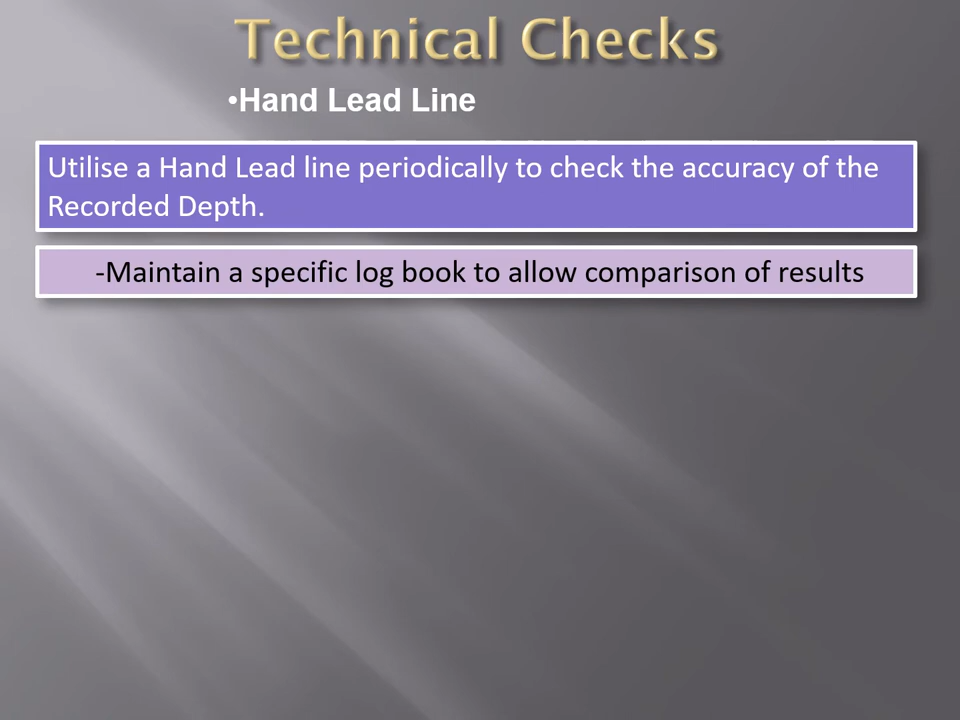 Technical Checks
•Hand Lead Line
Utilise a Hand Lead line periodically to check the accuracy of the
Recorded Depth.
-Maintain a specific log book to allow comparison of results